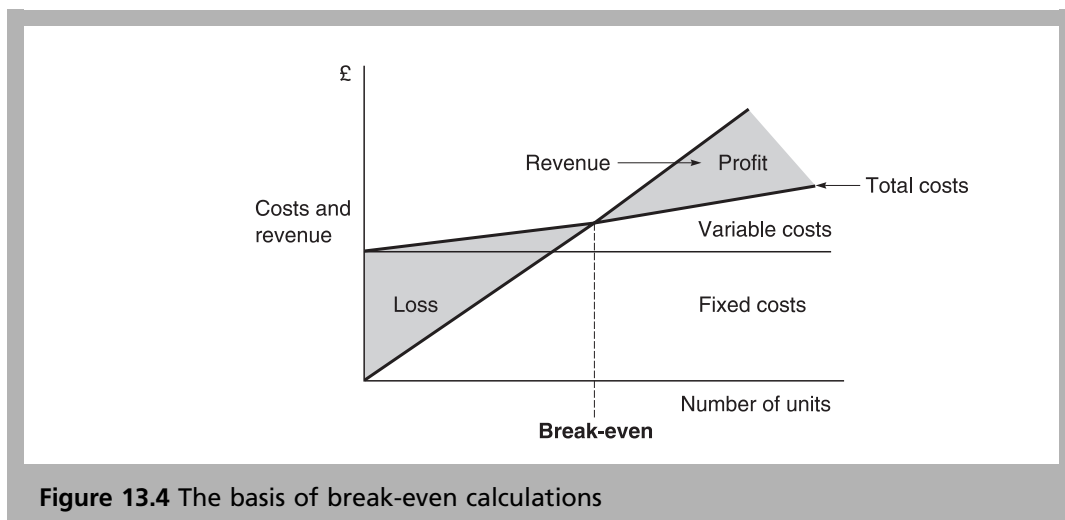 £
Revenue
Profit
Total costs
Costs and
revenue
Variable costs
Loss
Fixed costs
Number of units
Break-even
Figure 13.4 The basis of break-even calculations